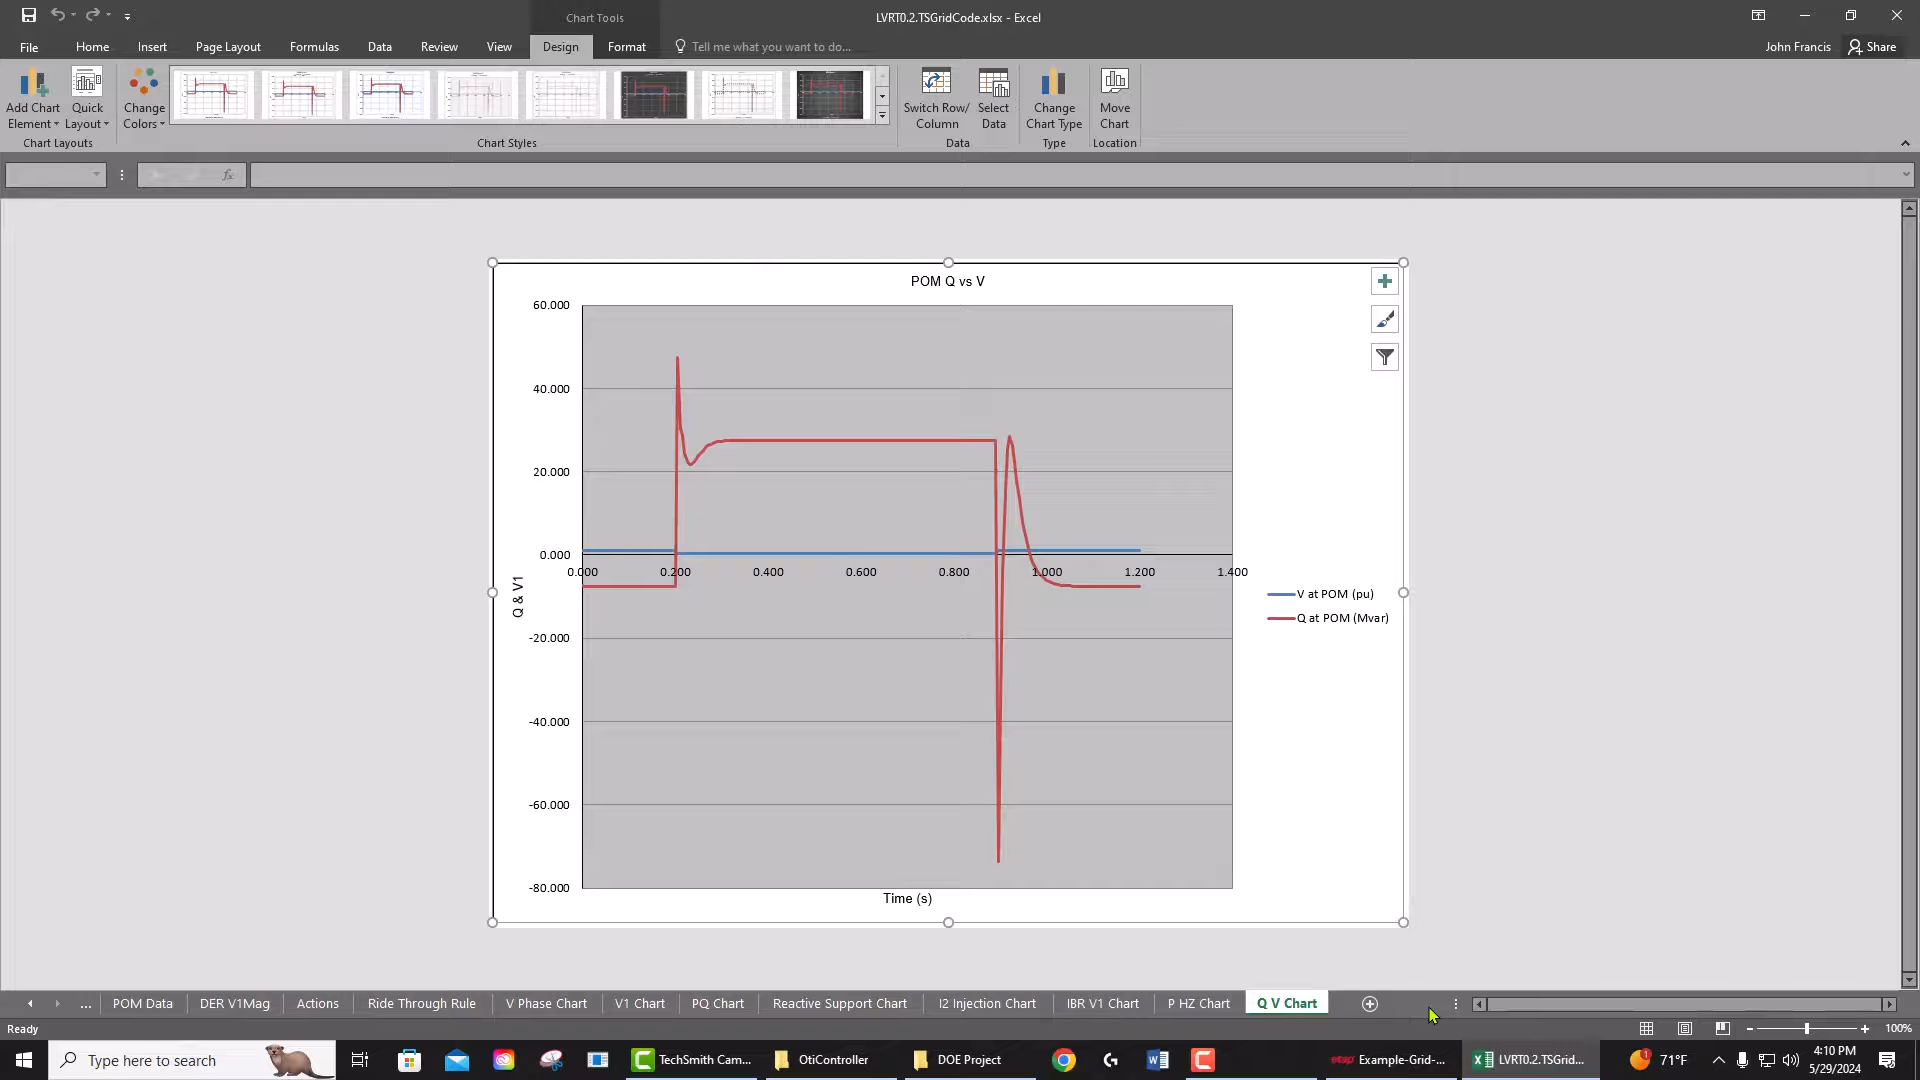 Chart Tools
LVRT0.2.TSGridCode.xlsx - Excel
File Home Insert Page Layout Formulas Data Review View Design Format Tell me what you want to do... John Francis Share
Add Chart Element Quick Layout Change Colors Switch Row/ Column Select Data Change Chart Type Move Chart
Chart Layouts Chart Styles Data Type Location
fx
POM Q vs V
60.000
40.000
20.000
0.000
0.000 0.200 0.400 0.600 0.800 1.000 1.200 1.400
Q & V1
V at POM (pu)
Q at POM (Mvar)
-20.000
-40.000
-60.000
-80.000
Time (s)
... POM Data DER V1Mag Actions Ride Through Rule V Phase Chart V1 Chart PQ Chart Reactive Support Chart I2 Injection Chart IBR V1 Chart P HZ Chart Q V Chart
Ready 100%
Type here to search TechSmith Cam... OtiController DOE Project etap Example-Grid-... LVRT0.2.TSGrid... 1 71°F 4:10 PM
5/29/2024